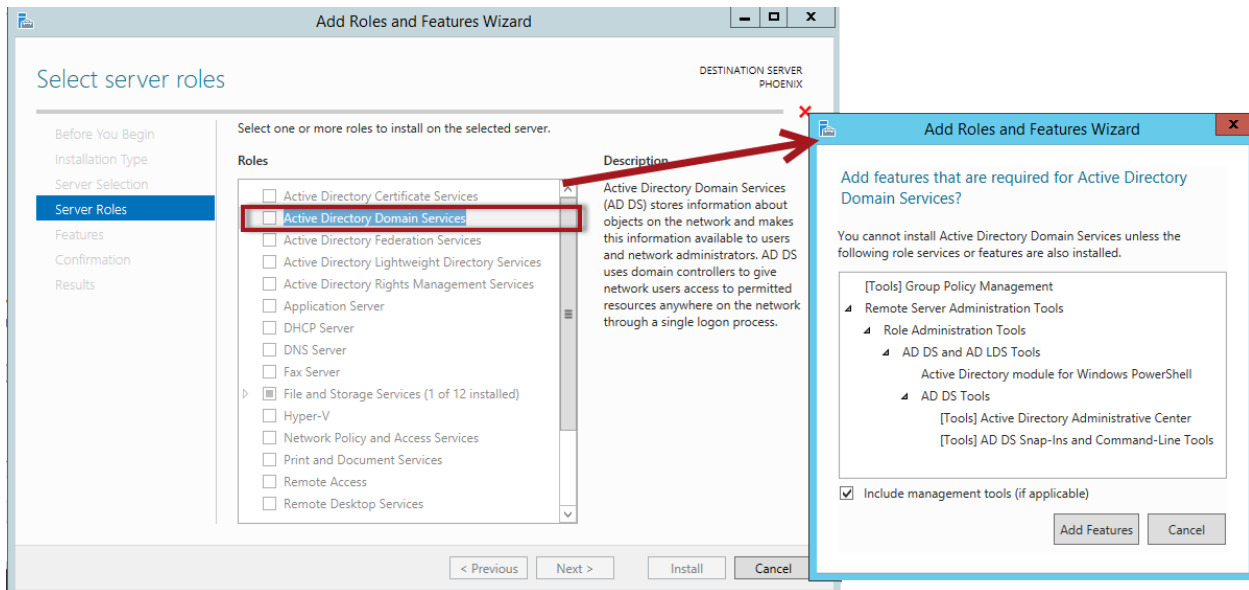 Add Roles and Features Wizard
Select server roles
DESTINATION SERVER
PHOENIX
Before You Begin
Installation Type
Server Selection
Server Roles
Features
Confirmation
Results
Select one or more roles to install on the selected server.
Roles
Active Directory Certificate Services
Active Directory Domain Services
Active Directory Federation Services
Active Directory Lightweight Directory Services
Active Directory Rights Management Services
Application Server
DHCP Server
DNS Server
Fax Server
File and Storage Services (1 of 12 installed)
Hyper-V
Network Policy and Access Services
Print and Document Services
Remote Access
Remote Desktop Services
Description
Active Directory Domain Services
(AD DS) stores information about
objects on the network and makes
this information available to users
and network administrators. AD DS
uses domain controllers to give
network users access to permitted
resources anywhere on the network
through a single logon process.
< Previous
Next >
Install
Cancel
Add Roles and Features Wizard
Add features that are required for Active Directory
Domain Services?
You cannot install Active Directory Domain Services unless the
following role services or features are also installed.
[Tools] Group Policy Management
Remote Server Administration Tools
Role Administration Tools
AD DS and AD LDS Tools
Active Directory module for Windows PowerShell
AD DS Tools
[Tools] Active Directory Administrative Center
[Tools] AD DS Snap-Ins and Command-Line Tools
Include management tools (if applicable)
Add Features
Cancel